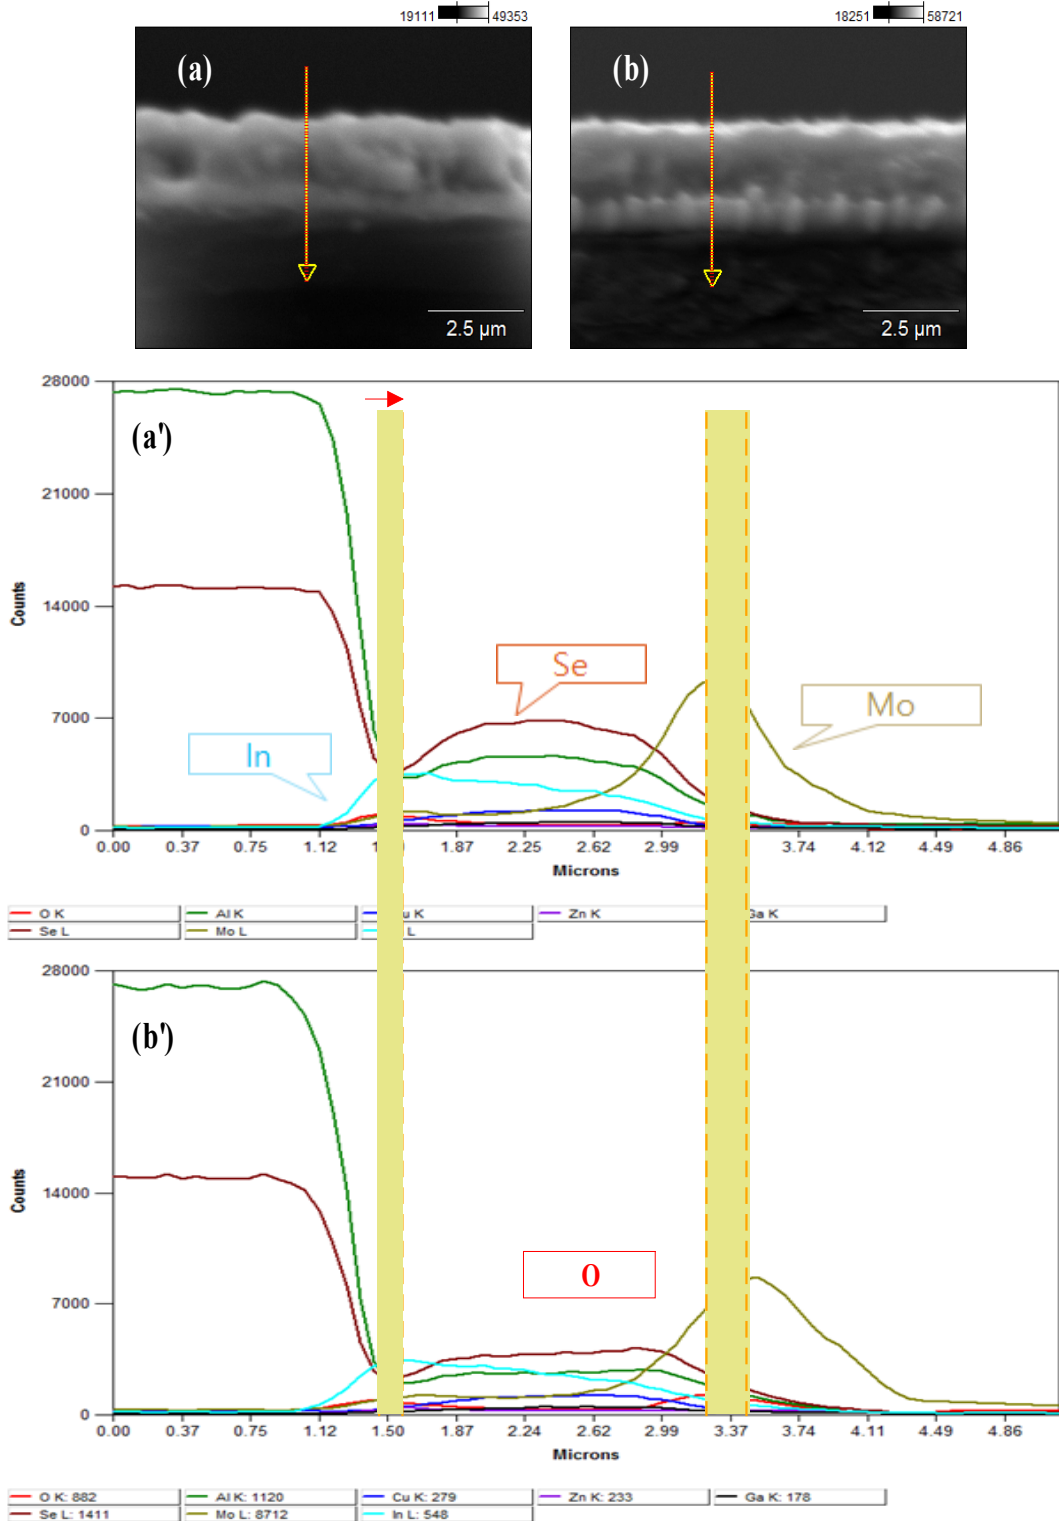 19111 49353
18251 58721
(a)
(b)
2.5 µm
2.5 µm
28000
21000
14000
7000
0
Counts
(a')
In
Se
Mo
0.00 0.37 0.75 1.12 1.50 1.87 2.25 2.62 2.99 3.74 4.12 4.49 4.86
Microns
O K Al K u K Zn K Ga K
Se L Mo L L
28000
21000
14000
7000
0
Counts
(b')
O
0.00 0.37 0.75 1.12 1.50 1.87 2.24 2.62 2.99 3.37 3.74 4.11 4.49 4.86
Microns
O K: 882 Al K: 1120 Cu K: 279 Zn K: 233 Ga K: 178
Se L: 1411 Mo L: 8712 In L: 548